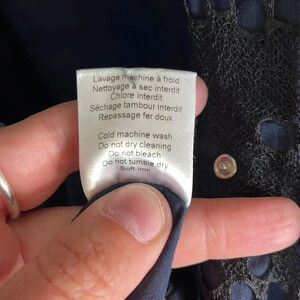 Lavage machine à froid
Nettoyage à sec interdit
Chlore interdit
Séchage tambour interdit
Repassage fer doux
Cold machine wash
Do not dry cleaning
Do not bleach
Do not tumble dry
Soft Iron